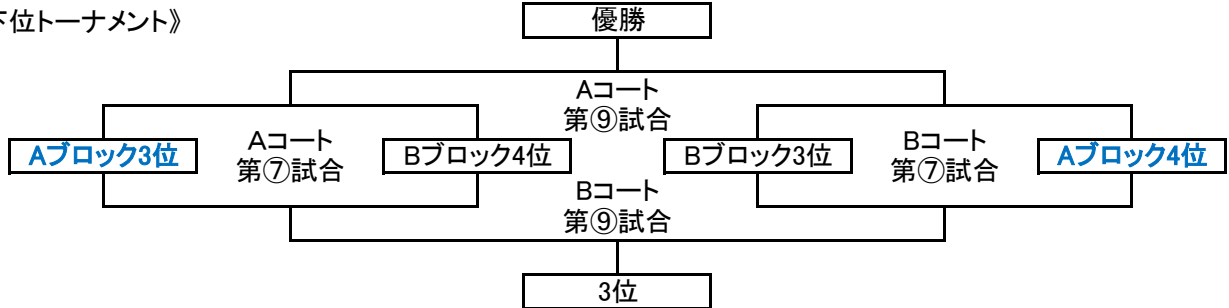 下位トーナメント》
優勝
Aコート
第⑨試合
Aブロック3位
Aコート
第⑦試合
Bブロック4位
Bブロック3位
Bコート
第⑦試合
Aブロック4位
Bコート
第⑨試合
3位